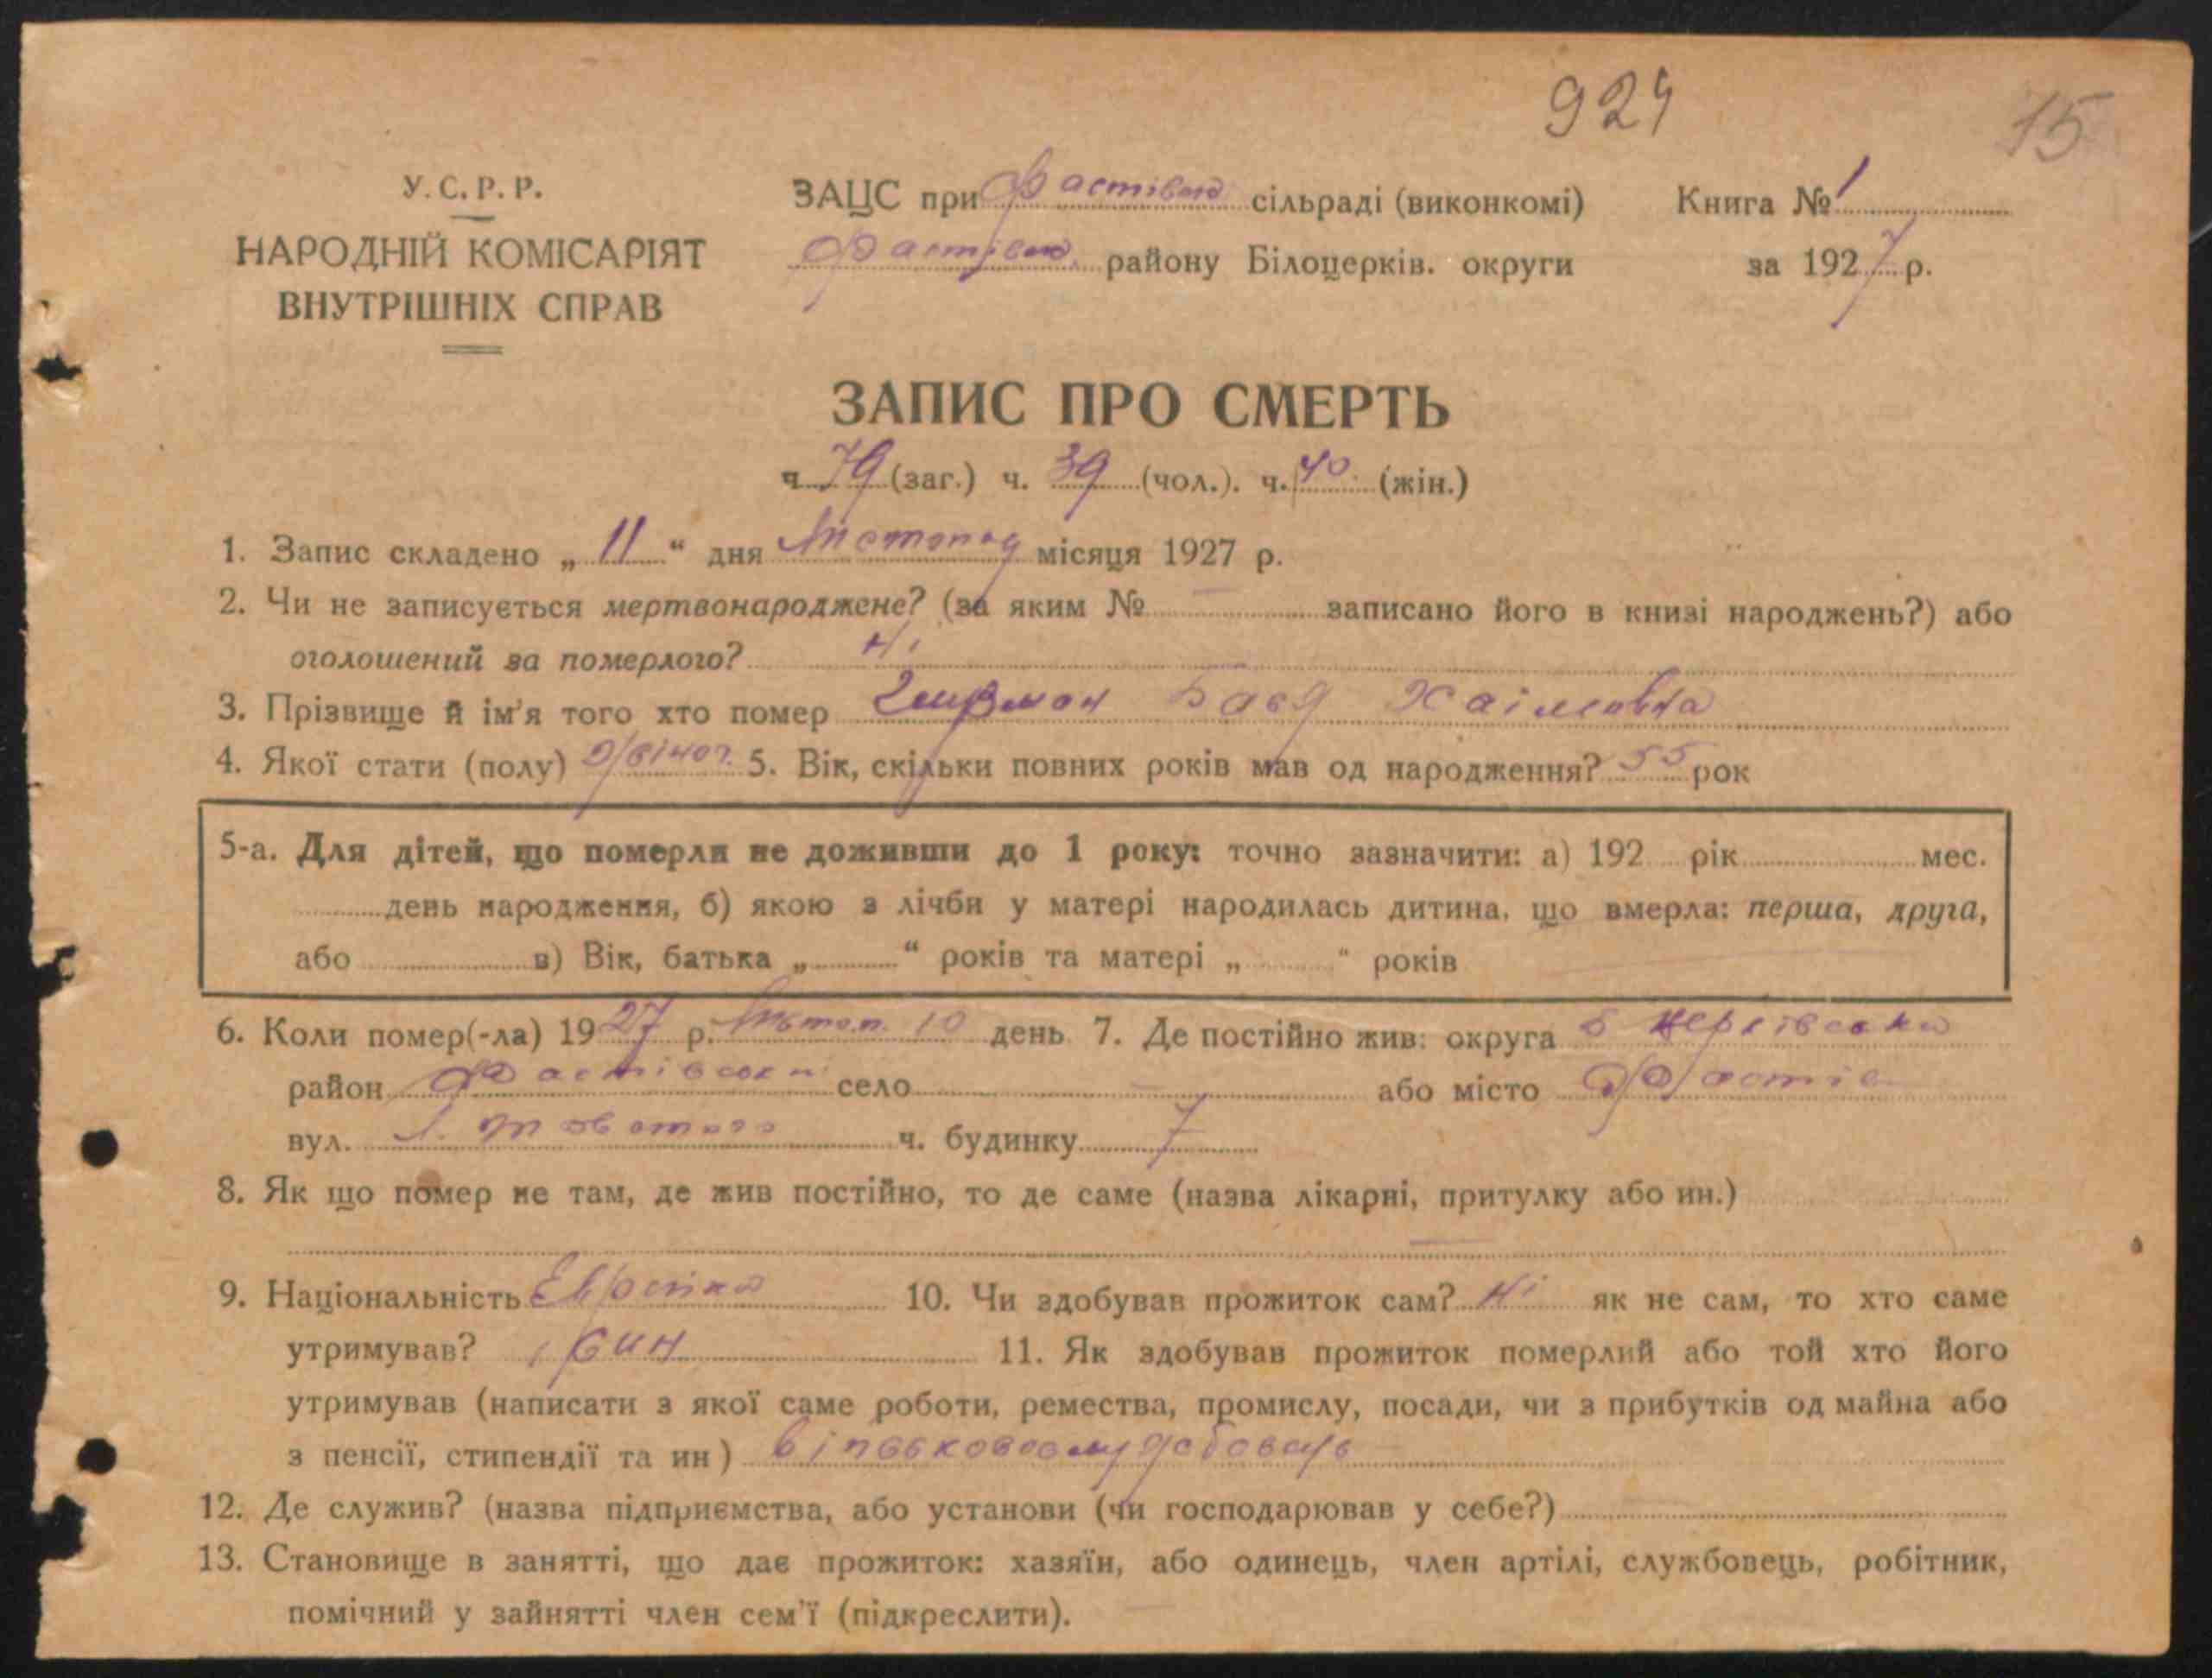 924
15
У.С.Р.Р.
НАРОДНІЙ КОМІСАРІЯТ
ВНУТРІШНІХ СПРАВ
ЗАЦС при Фастівськ сільраді (виконкомі)
Фастівськ. району Білоцерків. округи
Книга № 1
за 1927 р.
ЗАПИС ПРО СМЕРТЬ
ч. 79 (заг.) ч. 39 (чол.). ч. 40 (жін.)
1. Запис складено „ 11 “ дня Листопад місяця 1927 р.
2. Чи не записується мертвонароджене? (за яким № — записано його в книзі народжень?) або
оголошений за померлого? Ні
3. Прізвище й ім'я того хто помер Хаімовна
4. Якої стати (полу) жіноч. 5. Вік, скільки повних років мав од народження? 55 рок
5-а. Для дітей, що померли не доживши до 1 року: точно зазначити: а) 192 рік мес.
день народження, б) якою з лічби у матері народилась дитина, що вмерла: перша, друга,
або в) Вік, батька „ “ років та матері „ “ років
6. Коли помер(-ла) 1927 р. Листоп. 10 день 7. Де постійно жив: округа Б Церківська
район Фастівськи село — або місто Фастів
вул. Л. Толстого ч. будинку 7
8. Як що помер не там, де жив постійно, то де саме (назва лікарні, притулку або ин.)
—
9. Національність Еврейка 10. Чи здобував прожиток сам? Ні як не сам, то хто саме
утримував? син 11. Як здобував прожиток померлий або той хто його
утримував (написати з якої саме роботи, ремества, промислу, посади, чи з прибутків од майна або
з пенсії, стипендії та ин)
12. Де служив? (назва підприємства, або установи (чи господарював у себе?)
13. Становище в занятті, що дає прожиток: хазяїн, або одинець, член артілі, службовець, робітник,
помічний у зайнятті член сем'ї (підкреслити).